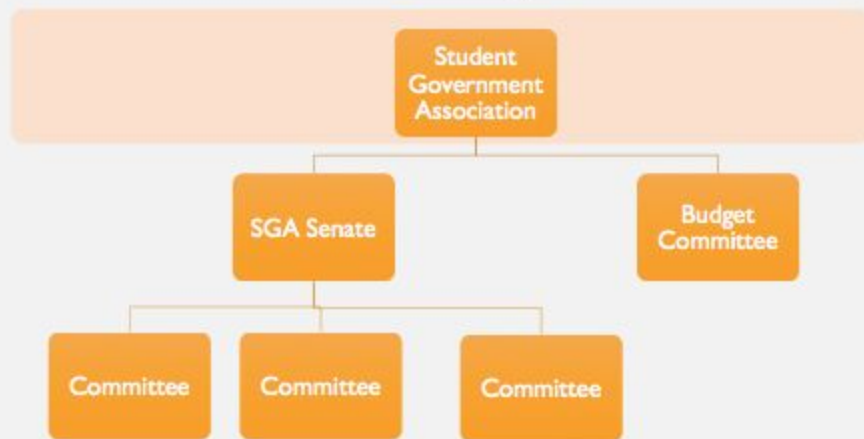 Student
Government
Association
SGA Senate
Budget
Committee
Committee
Committee
Committee